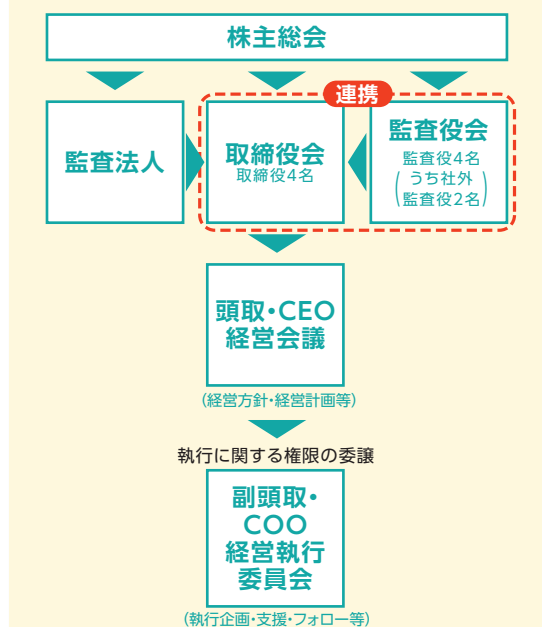 株主総会
連携
監査法人
取締役会
取締役4名
監査役会
監査役4名
(うち社外
監査役2名)
頭取・CEO
経営会議
(経営方針・経営計画等)
執行に関する権限の委譲
副頭取・
COO
経営執行
委員会
(執行企画・支援・フォロー等)